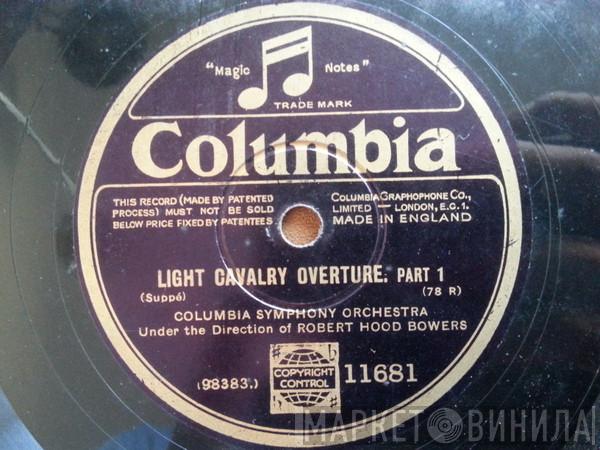 "Magic Notes"
TRADE MARK
Columbia
THIS RECORD (MADE BY PATENTED
PROCESS) MUST NOT BE SOLD
BELOW PRICE FIXED BY PATENTEES
COLUMBIA GRAPHOPHONE CO.,
LIMITED — LONDON, E.C.1.
MADE IN ENGLAND
LIGHT CAVALRY OVERTURE. PART 1
(Suppé) (78 R)
COLUMBIA SYMPHONY ORCHESTRA
Under the Direction of ROBERT HOOD BOWERS
(98383.)
COPYRIGHT
CONTROL
11681
МАРКЕТ ВИНИЛА